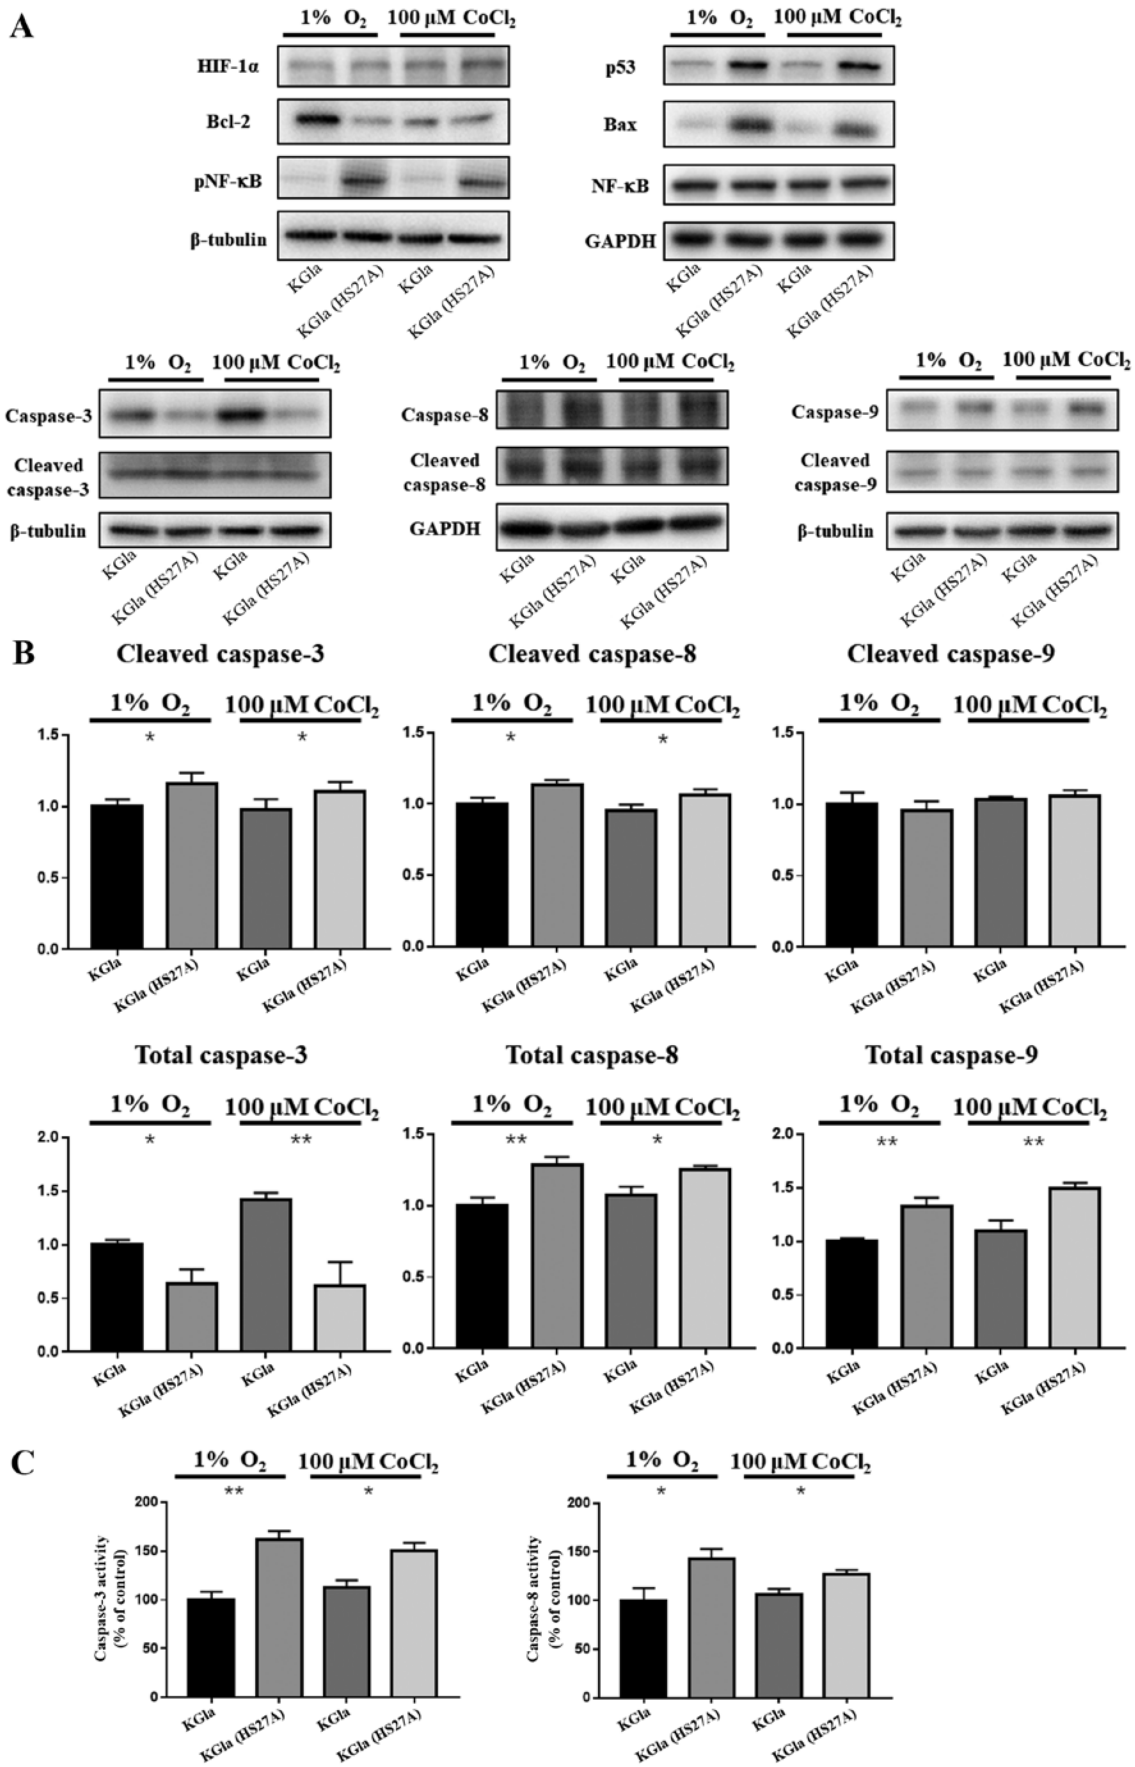 A
1% O₂ 100 μM CoCl₂
HIF-1α
Bcl-2
pNF-κB
β-tubulin
KGla KGla (HS27A) KGla KGla (HS27A)
1% O₂ 100 μM CoCl₂
p53
Bax
NF-κB
GAPDH
KGla KGla (HS27A) KGla KGla (HS27A)
1% O₂ 100 μM CoCl₂
Caspase-3
Cleaved
caspase-3
β-tubulin
KGla KGla (HS27A) KGla KGla (HS27A)
1% O₂ 100 μM CoCl₂
Caspase-8
Cleaved
caspase-8
GAPDH
KGla KGla (HS27A) KGla KGla (HS27A)
1% O₂ 100 μM CoCl₂
Caspase-9
Cleaved
caspase-9
β-tubulin
KGla KGla (HS27A) KGla KGla (HS27A)
B
Cleaved caspase-3
1% O₂ 100 μM CoCl₂
* *
1.5
1.0
0.5
0.0
KGla KGla (HS27A) KGla KGla (HS27A)
Cleaved caspase-8
1% O₂ 100 μM CoCl₂
* *
1.5
1.0
0.5
0.0
KGla KGla (HS27A) KGla KGla (HS27A)
Cleaved caspase-9
1% O₂ 100 μM CoCl₂
1.5
1.0
0.5
0.0
KGla KGla (HS27A) KGla KGla (HS27A)
Total caspase-3
1% O₂ 100 μM CoCl₂
* **
2.0
1.5
1.0
0.5
0.0
KGla KGla (HS27A) KGla KGla (HS27A)
Total caspase-8
1% O₂ 100 μM CoCl₂
** *
1.5
1.0
0.5
0.0
KGla KGla (HS27A) KGla KGla (HS27A)
Total caspase-9
1% O₂ 100 μM CoCl₂
** **
2.0
1.5
1.0
0.5
0.0
KGla KGla (HS27A) KGla KGla (HS27A)
C
1% O₂ 100 μM CoCl₂
** *
Caspase-3 activity
(% of control)
200
150
100
50
0
KGla KGla (HS27A) KGla KGla (HS27A)
1% O₂ 100 μM CoCl₂
* *
Caspase-8 activity
(% of control)
200
150
100
50
0
KGla KGla (HS27A) KGla KGla (HS27A)